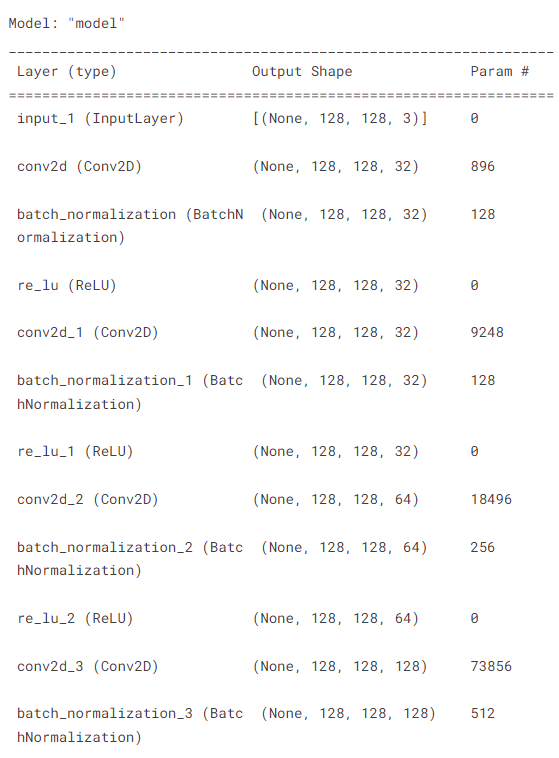 Model: "model"
_________________________________________________________________
Layer (type) Output Shape Param #
=================================================================
input_1 (InputLayer) [(None, 128, 128, 3)] 0
conv2d (Conv2D) (None, 128, 128, 32) 896
batch_normalization (BatchN (None, 128, 128, 32) 128
ormalization)
re_lu (ReLU) (None, 128, 128, 32) 0
conv2d_1 (Conv2D) (None, 128, 128, 32) 9248
batch_normalization_1 (Batc (None, 128, 128, 32) 128
hNormalization)
re_lu_1 (ReLU) (None, 128, 128, 32) 0
conv2d_2 (Conv2D) (None, 128, 128, 64) 18496
batch_normalization_2 (Batc (None, 128, 128, 64) 256
hNormalization)
re_lu_2 (ReLU) (None, 128, 128, 64) 0
conv2d_3 (Conv2D) (None, 128, 128, 128) 73856
batch_normalization_3 (Batc (None, 128, 128, 128) 512
hNormalization)